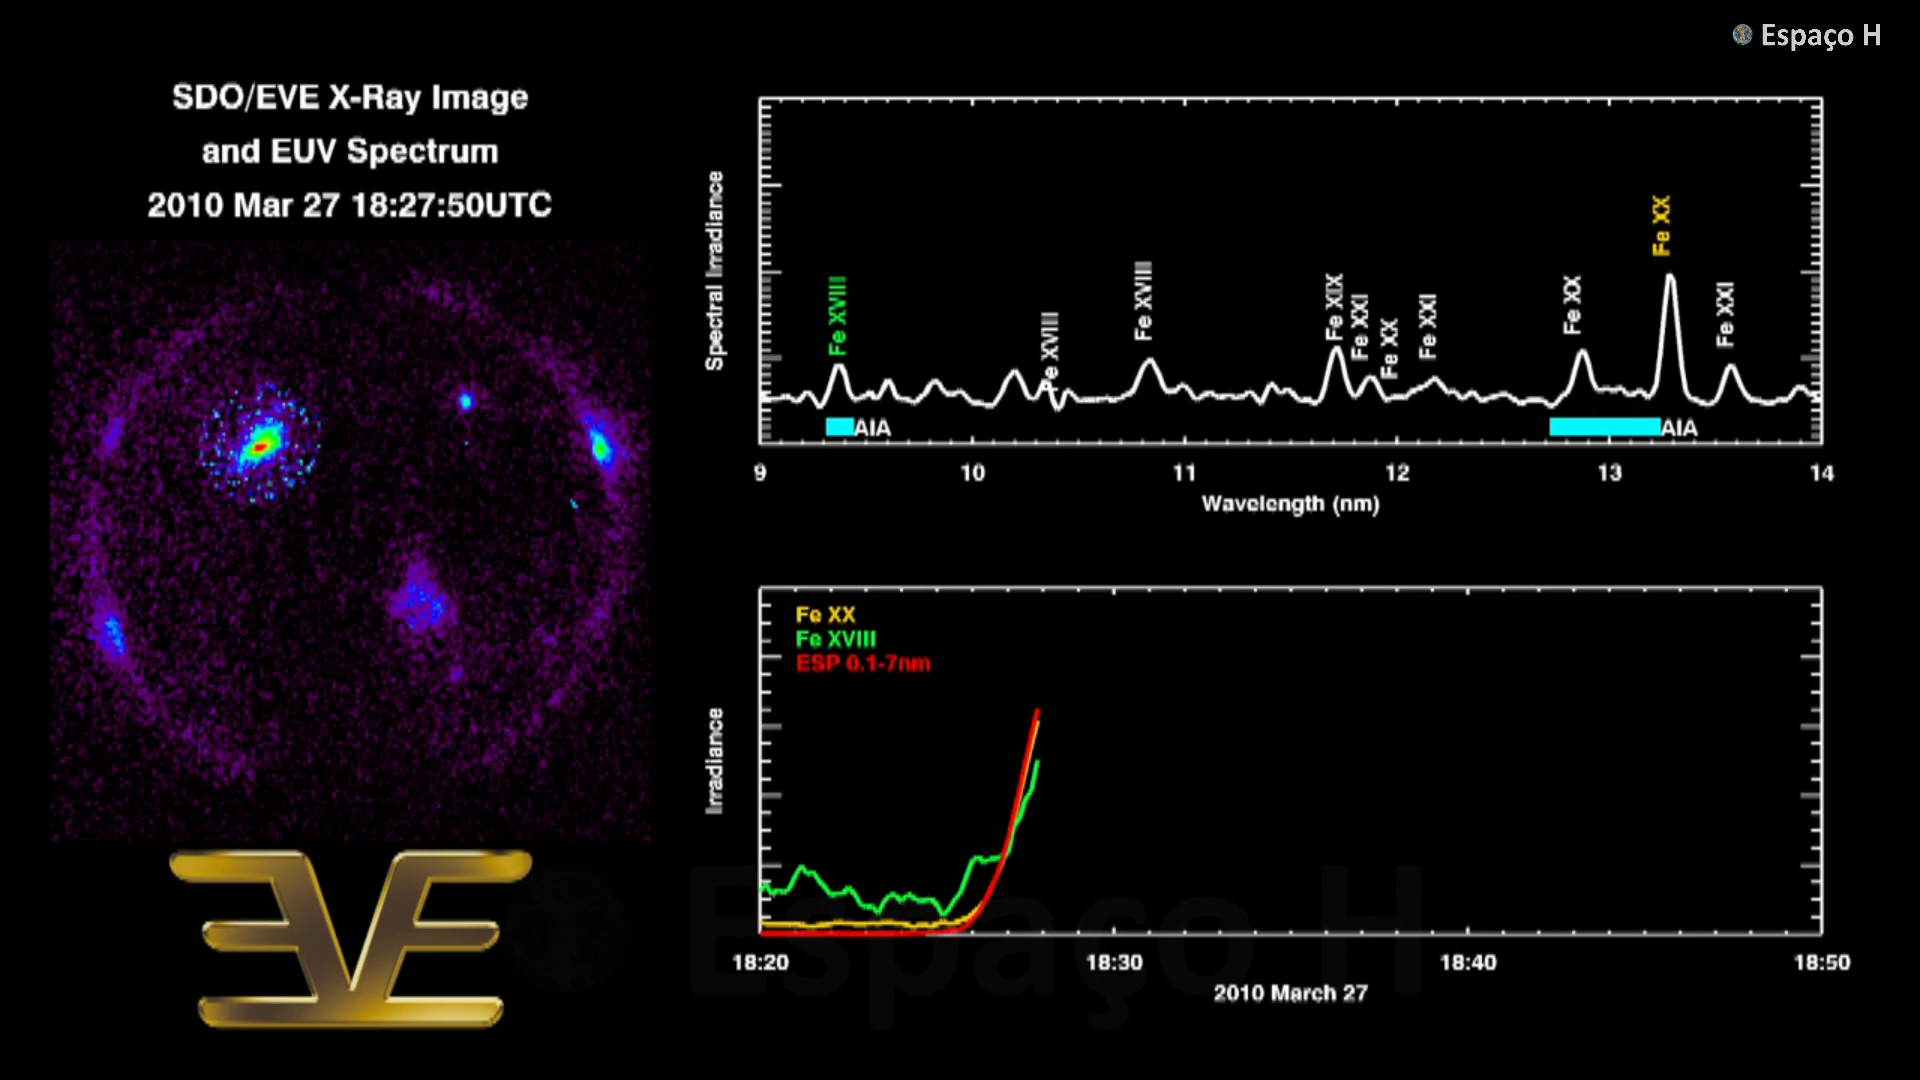 Espaço H
SDO/EVE X-Ray Image
and EUV Spectrum
2010 Mar 27 18:27:50UTC
EVE
Spectral Irradiance
Fe XVIII
Fe XVIII
Fe XVIII
Fe XIX
Fe XXI
Fe XX
Fe XXI
Fe XX
Fe XX
Fe XXI
AIA
AIA
9 10 11 12 13 14
Wavelength (nm)
Irradiance
Fe XX
Fe XVIII
ESP 0.1-7nm
18:20 18:30 18:40 18:50
2010 March 27
Espaço H